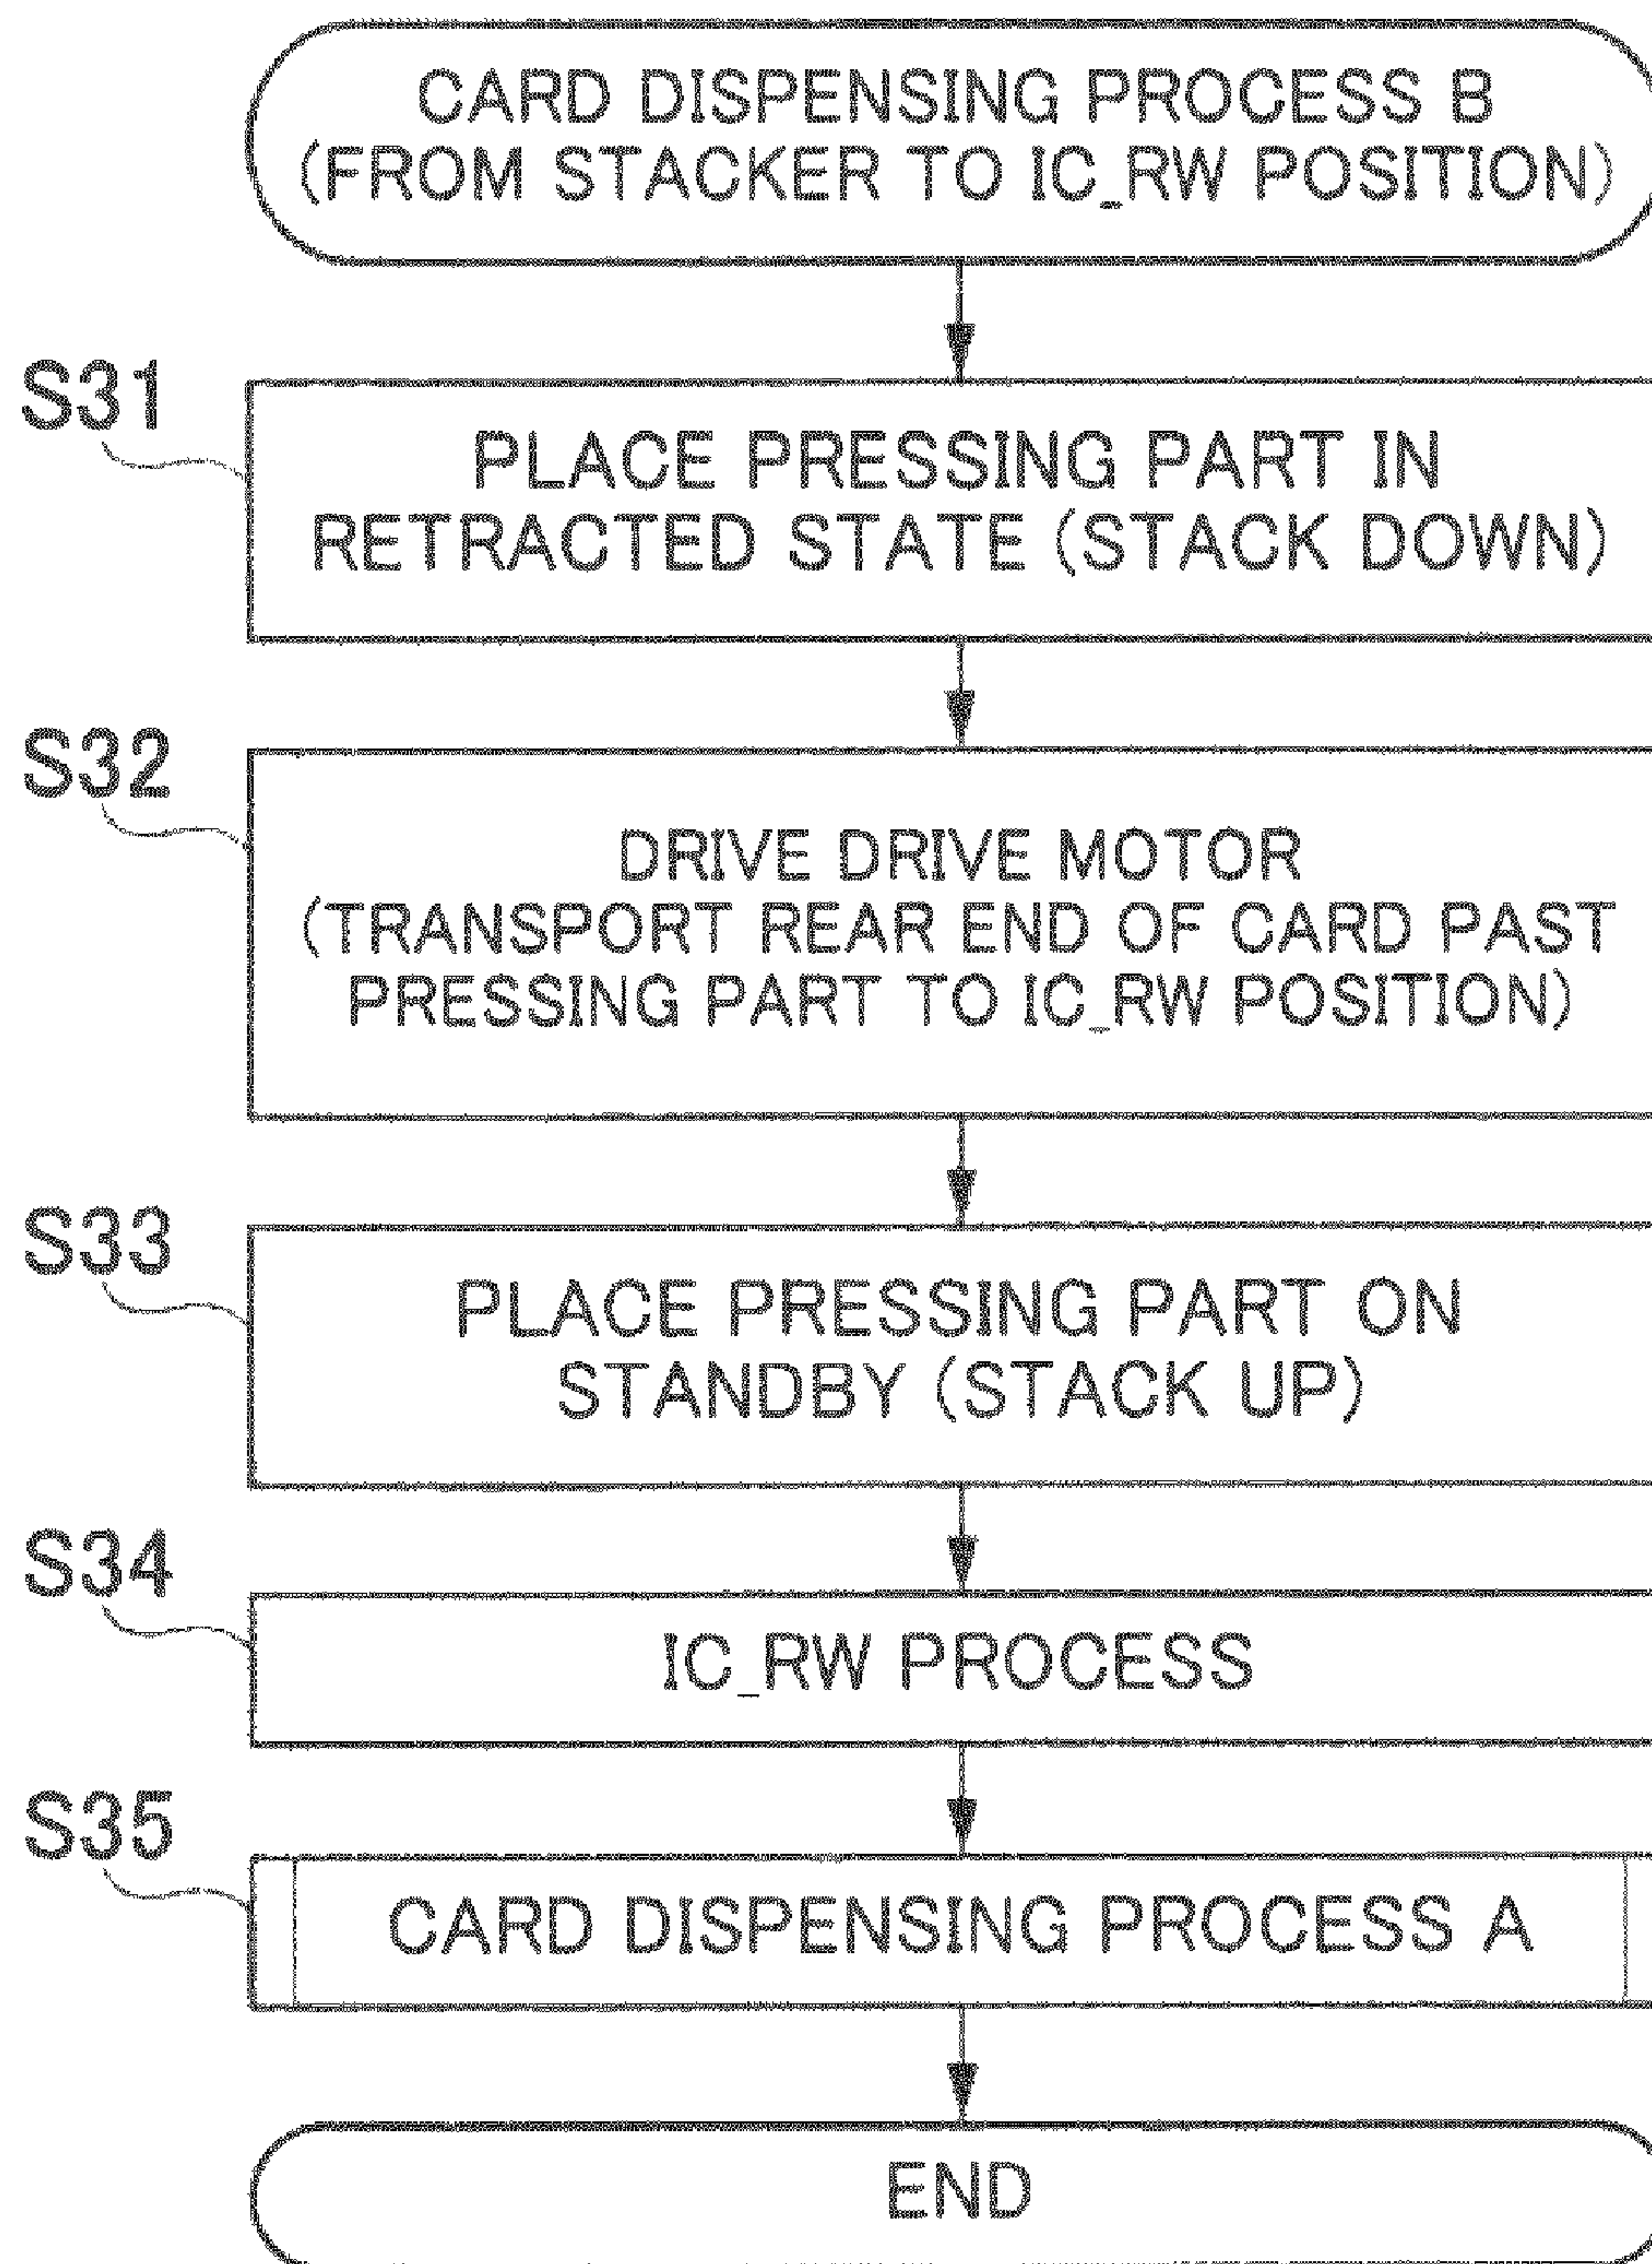 CARD DISPENSING PROCESS B
(FROM STACKER TO IC_RW POSITION)
S31
PLACE PRESSING PART IN
RETRACTED STATE (STACK DOWN)
S32
DRIVE DRIVE MOTOR
(TRANSPORT REAR END OF CARD PAST
PRESSING PART TO IC_RW POSITION)
S33
PLACE PRESSING PART ON
STANDBY (STACK UP)
S34
IC_RW PROCESS
S35
CARD DISPENSING PROCESS A
END